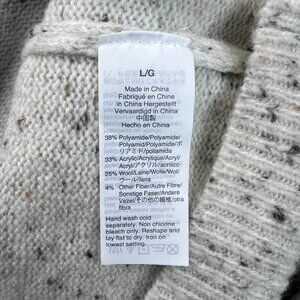 L/G
Made in China
Fabriqué en Chine
In China Hergestellt
Vervaardigd in China
中国製
Hecho en China
38% Polyamide/Polyamide/
Polyamid/Polyamide/ポ
リアミド/poliamida
33% Acrylic/Acrylique/Acryl/
Acryl/アクリル/acrílico
25% Wool/Laine/Wolle/Wol/
ウール/lana
4% Other Fiber/Autre Fibre/
Sonstige Faser/Andere
Vezel/その他の繊維/otra
fibra
Hand wash cold
separately. Non chlorine
bleach only. Reshape and
lay flat to dry. Iron on
lowest setting.